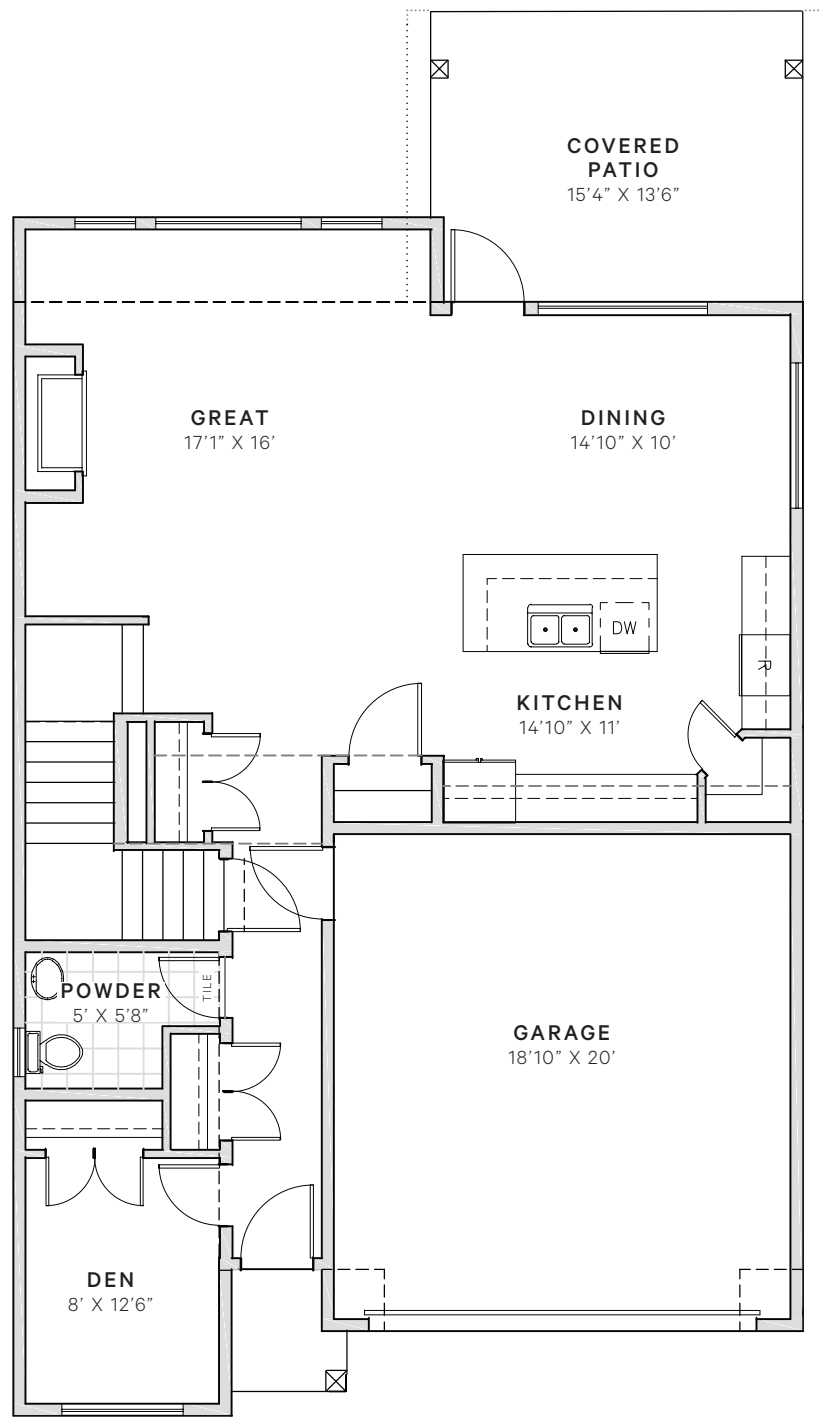 COVERED
PATIO
15’4” X 13’6”
GREAT
17’1” X 16’
DINING
14’10” X 10’
DW
R
KITCHEN
14’10” X 11’
TILE
POWDER
5’ X 5’8”
GARAGE
18’10” X 20’
DEN
8’ X 12’6”